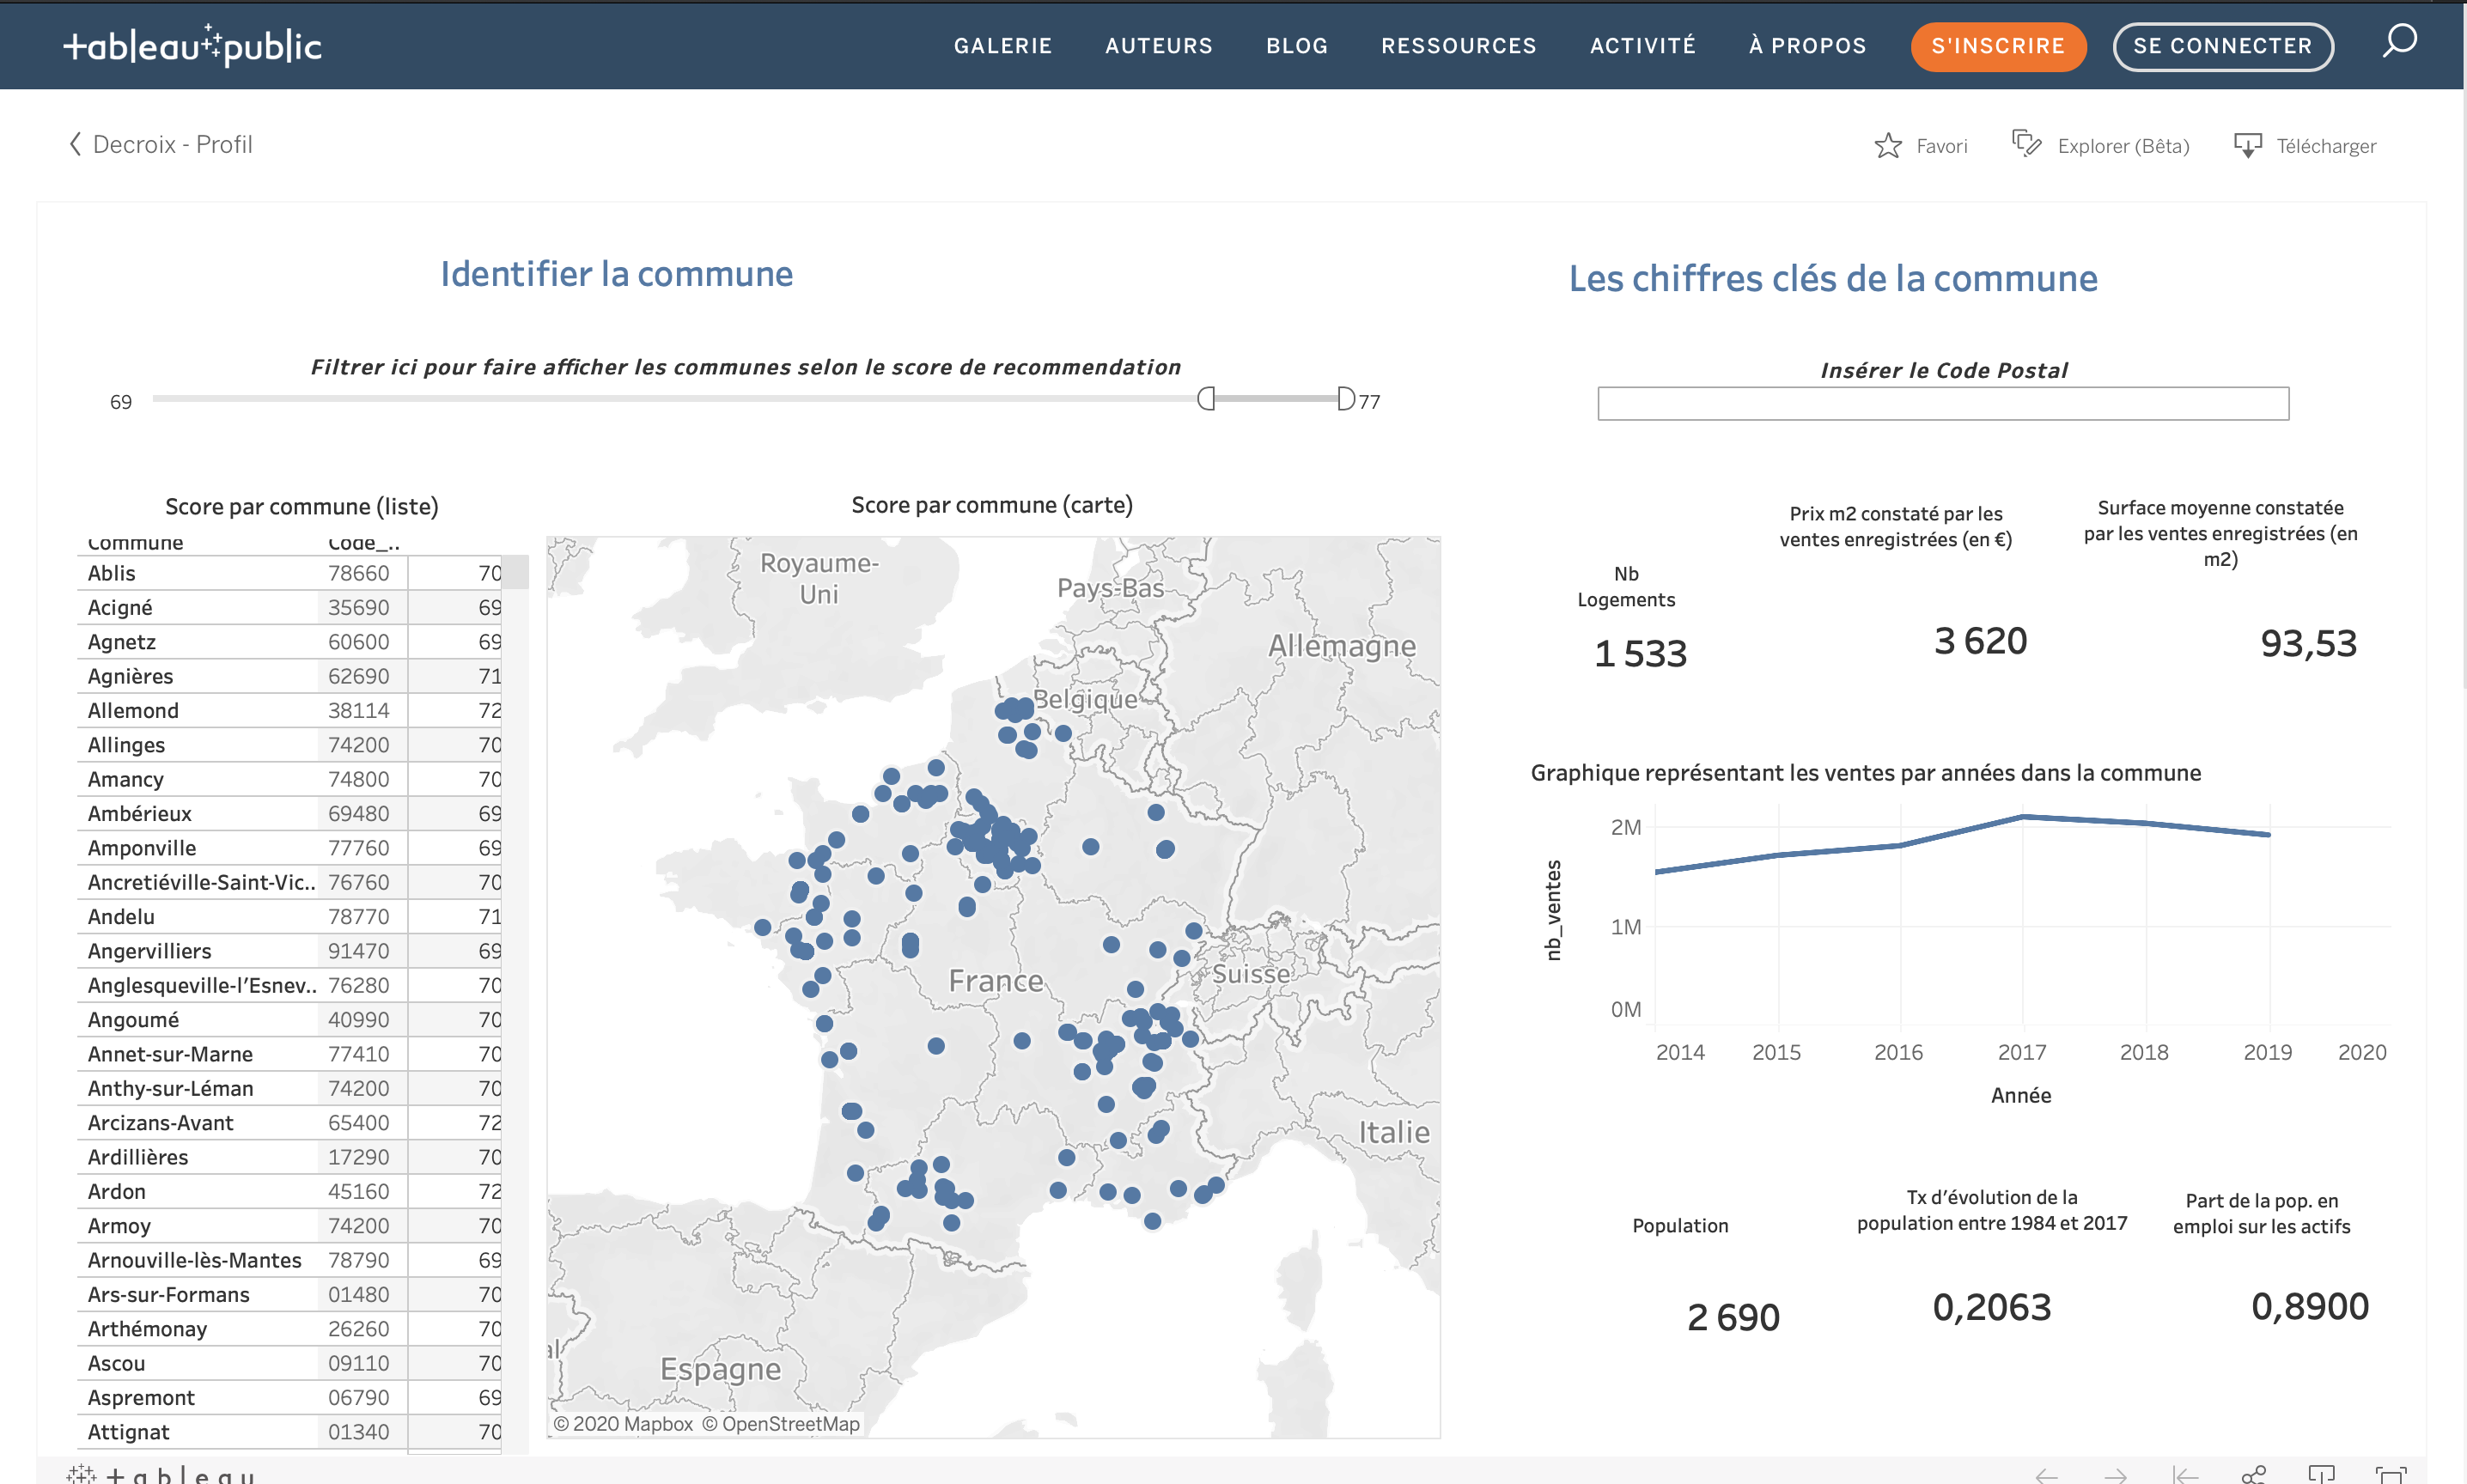 tableau public
GALERIE AUTEURS BLOG RESSOURCES ACTIVITÉ À PROPOS S'INSCRIRE SE CONNECTER
Decroix - Profil
Favori Explorer (Bêta) Télécharger
Identifier la commune
Les chiffres clés de la commune
Filtrer ici pour faire afficher les communes selon le score de recommendation
69 77
Insérer le Code Postal
Score par commune (liste)
Commune Code_..
Ablis 78660 70
Acigné 35690 69
Agnetz 60600 69
Agnières 62690 71
Allemond 38114 72
Allinges 74200 70
Amancy 74800 70
Ambérieux 69480 69
Amponville 77760 69
Ancretiéville-Saint-Vic.. 76760 70
Andelu 78770 71
Angervilliers 91470 69
Anglesqueville-l'Esnev.. 76280 70
Angoumé 40990 70
Annet-sur-Marne 77410 70
Anthy-sur-Léman 74200 70
Arcizans-Avant 65400 72
Ardillières 17290 70
Ardon 45160 72
Armoy 74200 70
Arnouville-lès-Mantes 78790 69
Ars-sur-Formans 01480 70
Arthémonay 26260 70
Ascou 09110 70
Aspremont 06790 69
Attignat 01340 70
Score par commune (carte)
Royaume-
Uni
Pays-Bas
Allemagne
Belgique
France
Suisse
Italie
Espagne
al
© 2020 Mapbox © OpenStreetMap
Nb
Logements
1 533
Prix m2 constaté par les
ventes enregistrées (en €)
3 620
Surface moyenne constatée
par les ventes enregistrées (en
m2)
93,53
Graphique représentant les ventes par années dans la commune
nb_ventes
2M
1M
0M
2014 2015 2016 2017 2018 2019 2020
Année
Population
2 690
Tx d'évolution de la
population entre 1984 et 2017
0,2063
Part de la pop. en
emploi sur les actifs
0,8900
tableau